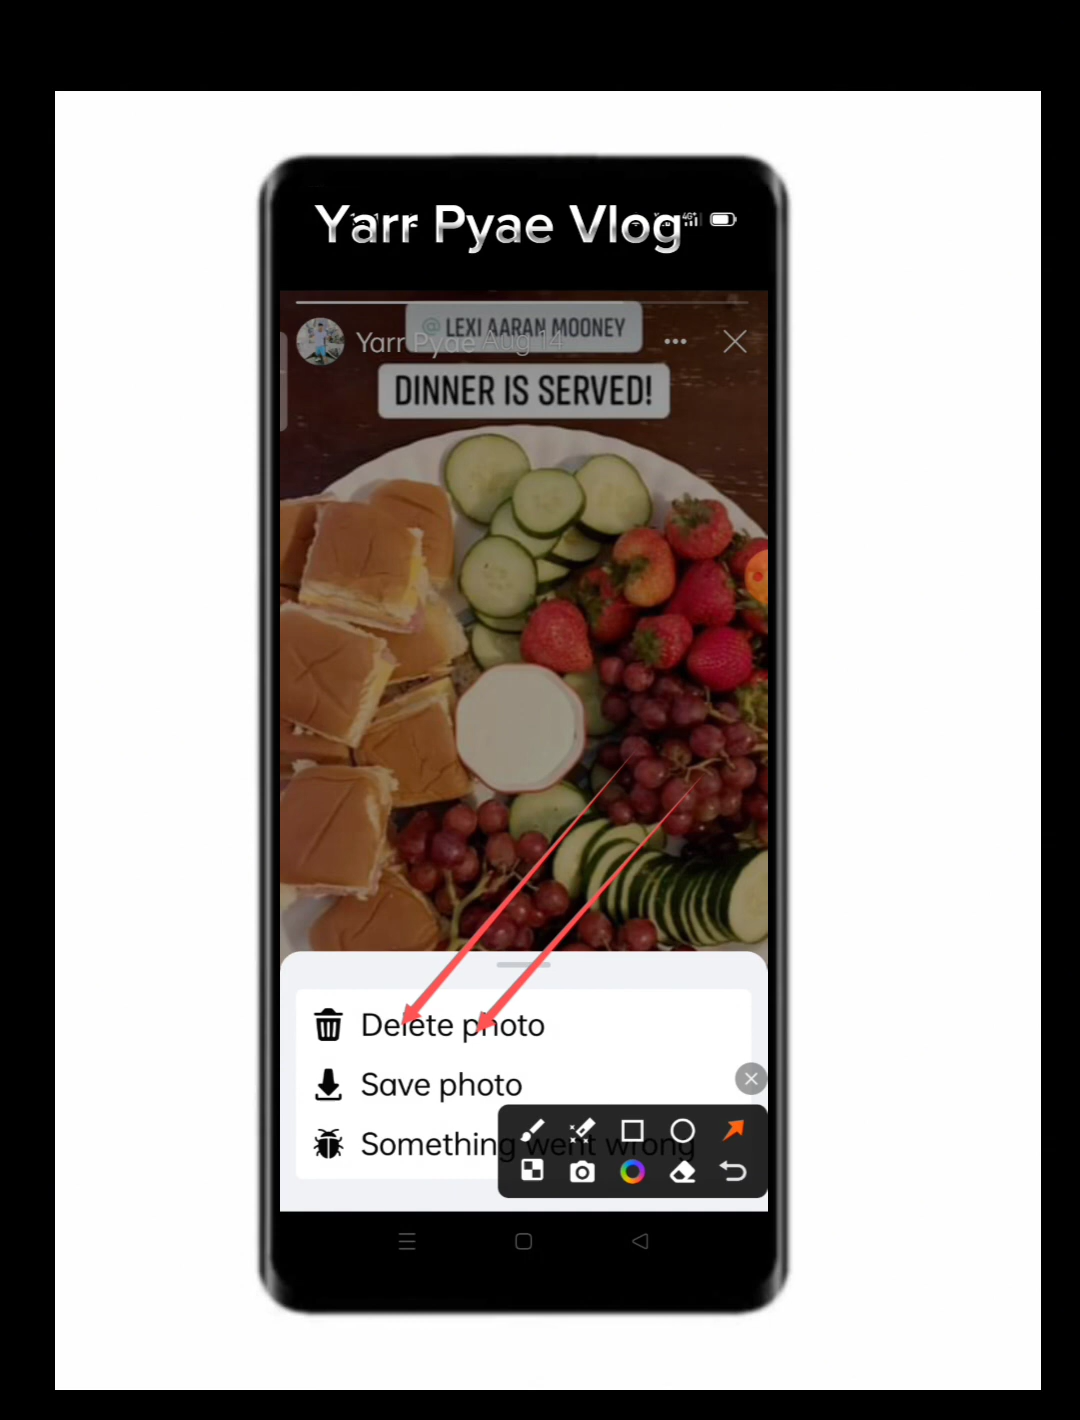 Yarr Pyae Vlog
4G+
@ LEXI AARAN MOONEY
Yarr Pyae Aug 14
DINNER IS SERVED!
Delete photo
Save photo
Something went wrong